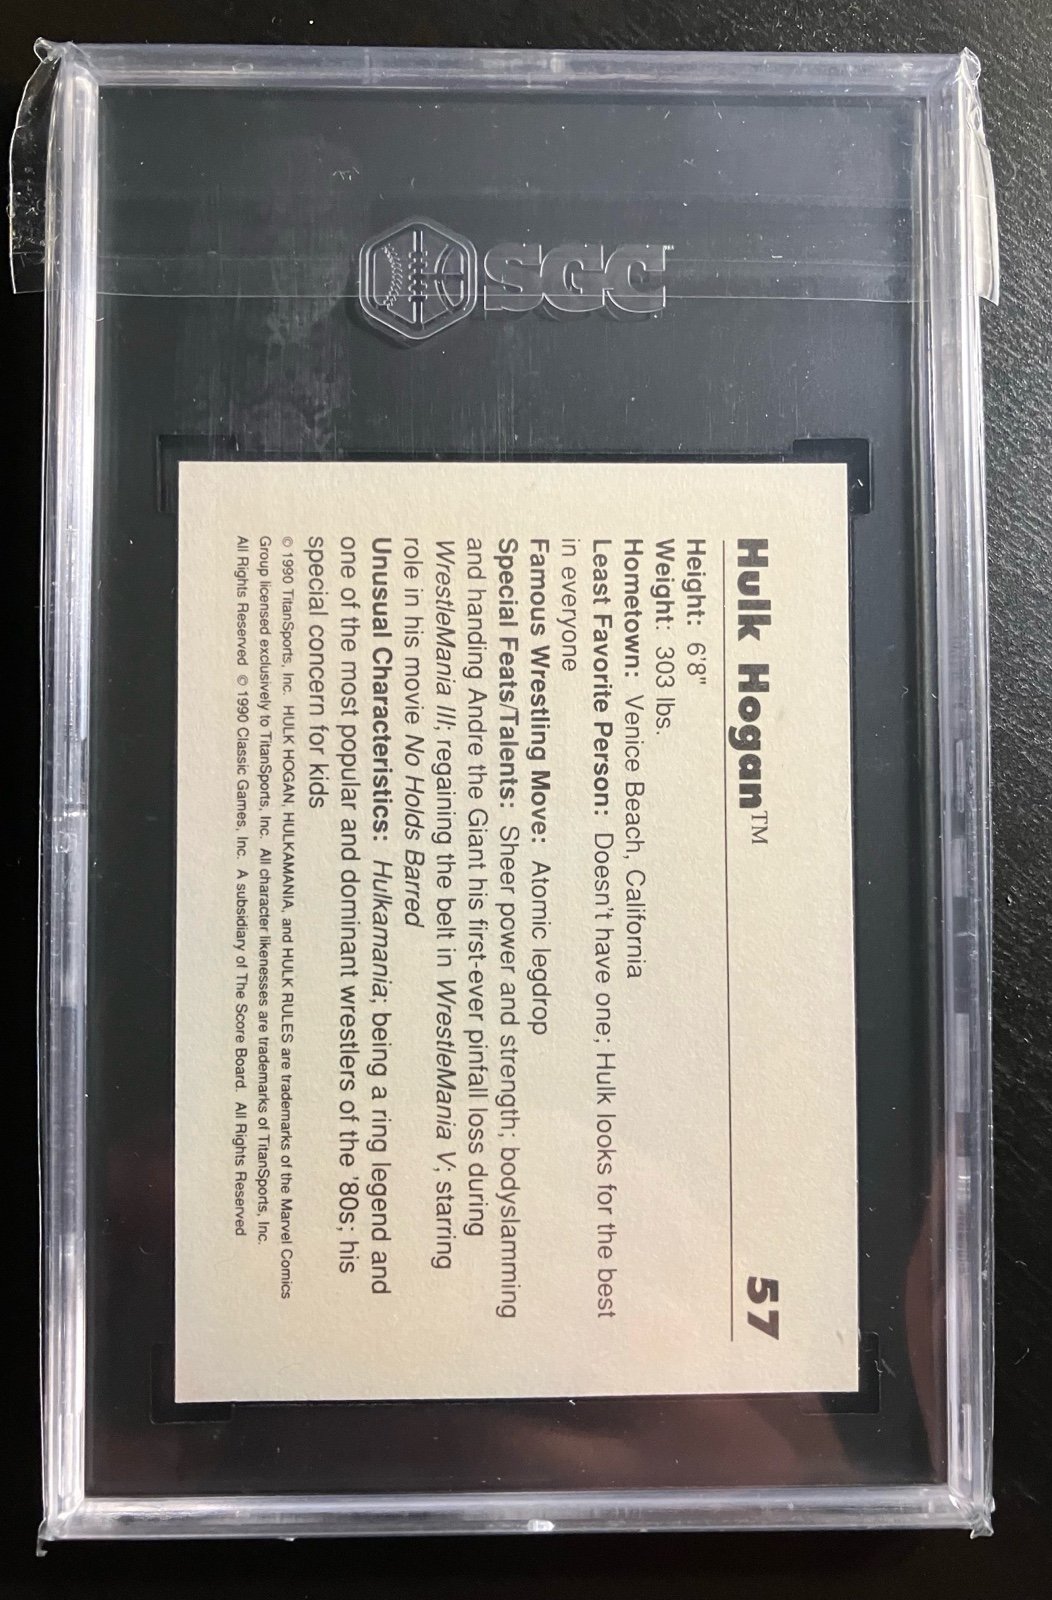 SGC
Hulk Hogan™ 57
Height: 6'8"
Weight: 303 lbs.
Hometown: Venice Beach, California
Least Favorite Person: Doesn't have one; Hulk looks for the best
in everyone
Famous Wrestling Move: Atomic legdrop
Special Feats/Talents: Sheer power and strength; bodyslamming
and handing Andre the Giant his first-ever pinfall loss during
WrestleMania III; regaining the belt in WrestleMania V; starring
role in his movie No Holds Barred
Unusual Characteristics: Hulkamania; being a ring legend and
one of the most popular and dominant wrestlers of the '80s; his
special concern for kids
© 1990 TitanSports, Inc. HULK HOGAN, HULKAMANIA, and HULK RULES are trademarks of the Marvel Comics
Group licensed exclusively to TitanSports, Inc. All character likenesses are trademarks of TitanSports, Inc.
All Rights Reserved © 1990 Classic Games, Inc. A subsidiary of The Score Board. All Rights Reserved